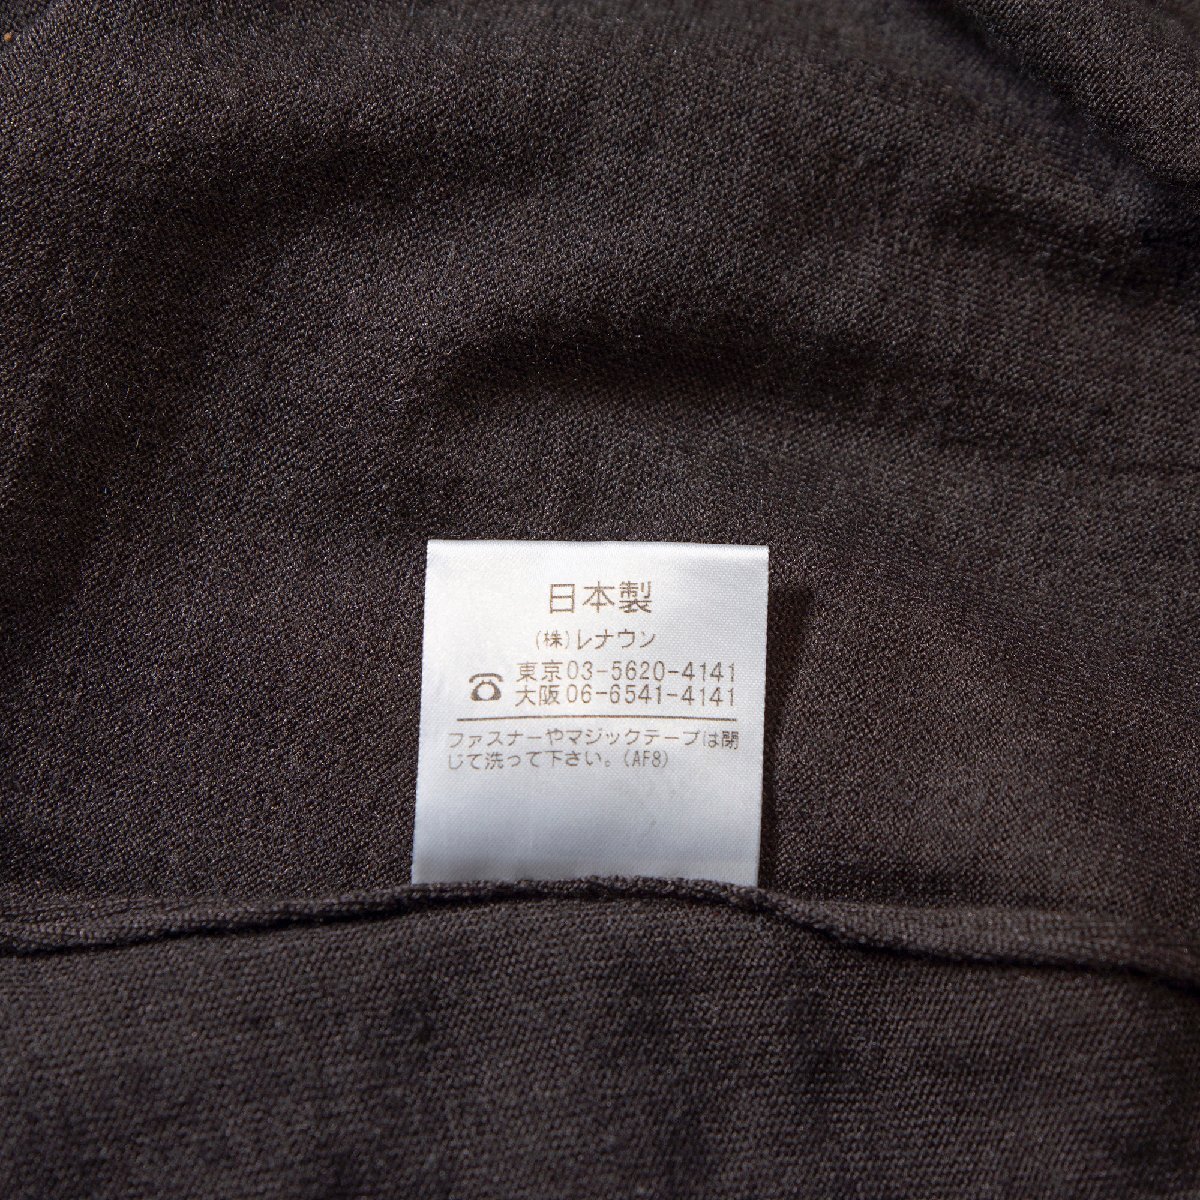 日本製
(株)レナウン
東京03-5620-4141
大阪06-6541-4141
ファスナーやマジックテープは閉
じて洗って下さい。(AF8)